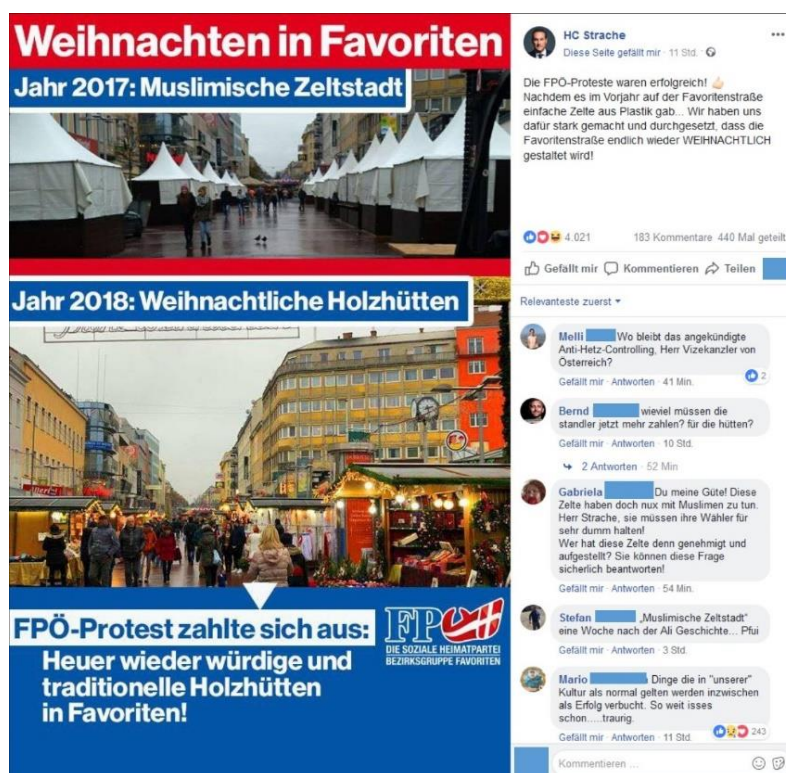 Weihnachten in Favoriten
Jahr 2017: Muslimische Zeltstadt
Jahr 2018: Weihnachtliche Holzhütten
FPÖ-Protest zahlte sich aus:
Heuer wieder würdige und
traditionelle Holzhütten
in Favoriten!
FPÖ
DIE SOZIALE HEIMATPARTEI
BEZIRKSGRUPPE FAVORITEN
HC Strache
Diese Seite gefällt mir · 11 Std. ·
Die FPÖ-Proteste waren erfolgreich! 👍🏻
Nachdem es im Vorjahr auf der Favoritenstraße
einfache Zelte aus Plastik gab... Wir haben uns
dafür stark gemacht und durchgesetzt, dass die
Favoritenstraße endlich wieder WEIHNACHTLICH
gestaltet wird!
4.021 183 Kommentare 440 Mal geteilt
Gefällt mir Kommentieren Teilen
Relevanteste zuerst
Melli Wo bleibt das angekündigte
Anti-Hetz-Controlling, Herr Vizekanzler von
Österreich?
Gefällt mir · Antworten · 41 Min. 2
Bernd wieviel müssen die
standler jetzt mehr zahlen? für die hütten?
Gefällt mir · Antworten · 10 Std.
2 Antworten · 52 Min
Gabriela Du meine Güte! Diese
Zelte haben doch nux mit Muslimen zu tun.
Herr Strache, sie müssen ihre Wähler für
sehr dumm halten!
Wer hat diese Zelte denn genehmigt und
aufgestellt? Sie können diese Frage
sicherlich beantworten!
Gefällt mir · Antworten · 54 Min.
Stefan „Muslimische Zeltstadt"
eine Woche nach der Ali Geschichte... Pfui
Gefällt mir · Antworten · 3 Std.
Mario Dinge die in "unserer"
Kultur als normal gelten werden inzwischen
als Erfolg verbucht. So weit isses
schon.....traurig.
Gefällt mir · Antworten · 11 Std. 243
Kommentieren ...